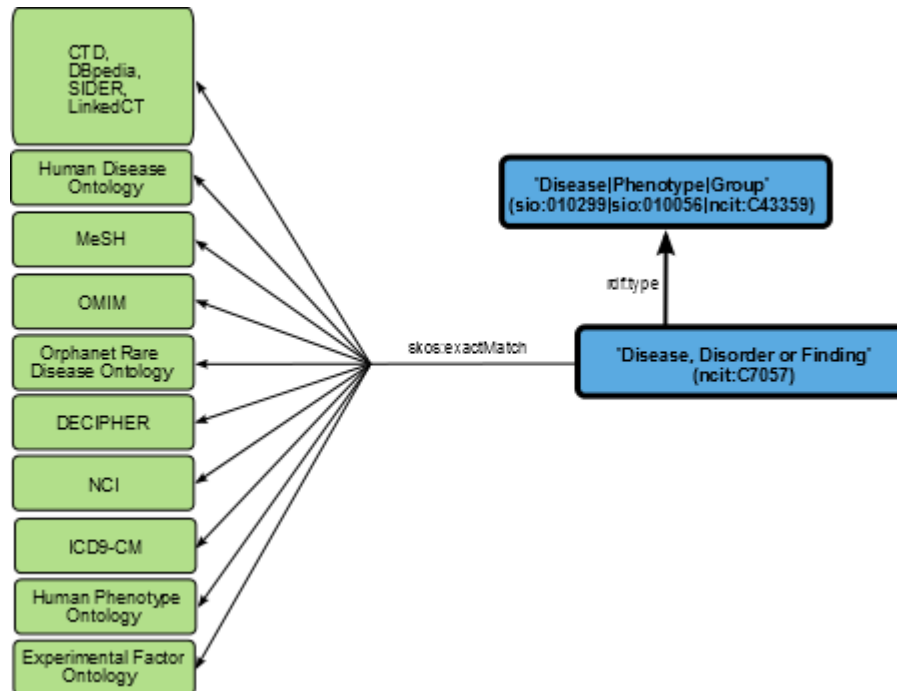 CTD,
DBpedia,
SIDER,
LinkedCT
Human Disease
Ontology
MeSH
OMIM
Orphanet Rare
Disease Ontology
DECIPHER
NCI
ICD9-CM
Human Phenotype
Ontology
Experimental Factor
Ontology
skos:exactMatch
"Disease|Phenotype|Group"
(sio:010299|sio:010056|ncit:C43359)
rdf:type
"Disease, Disorder or Finding"
(ncit:C7057)